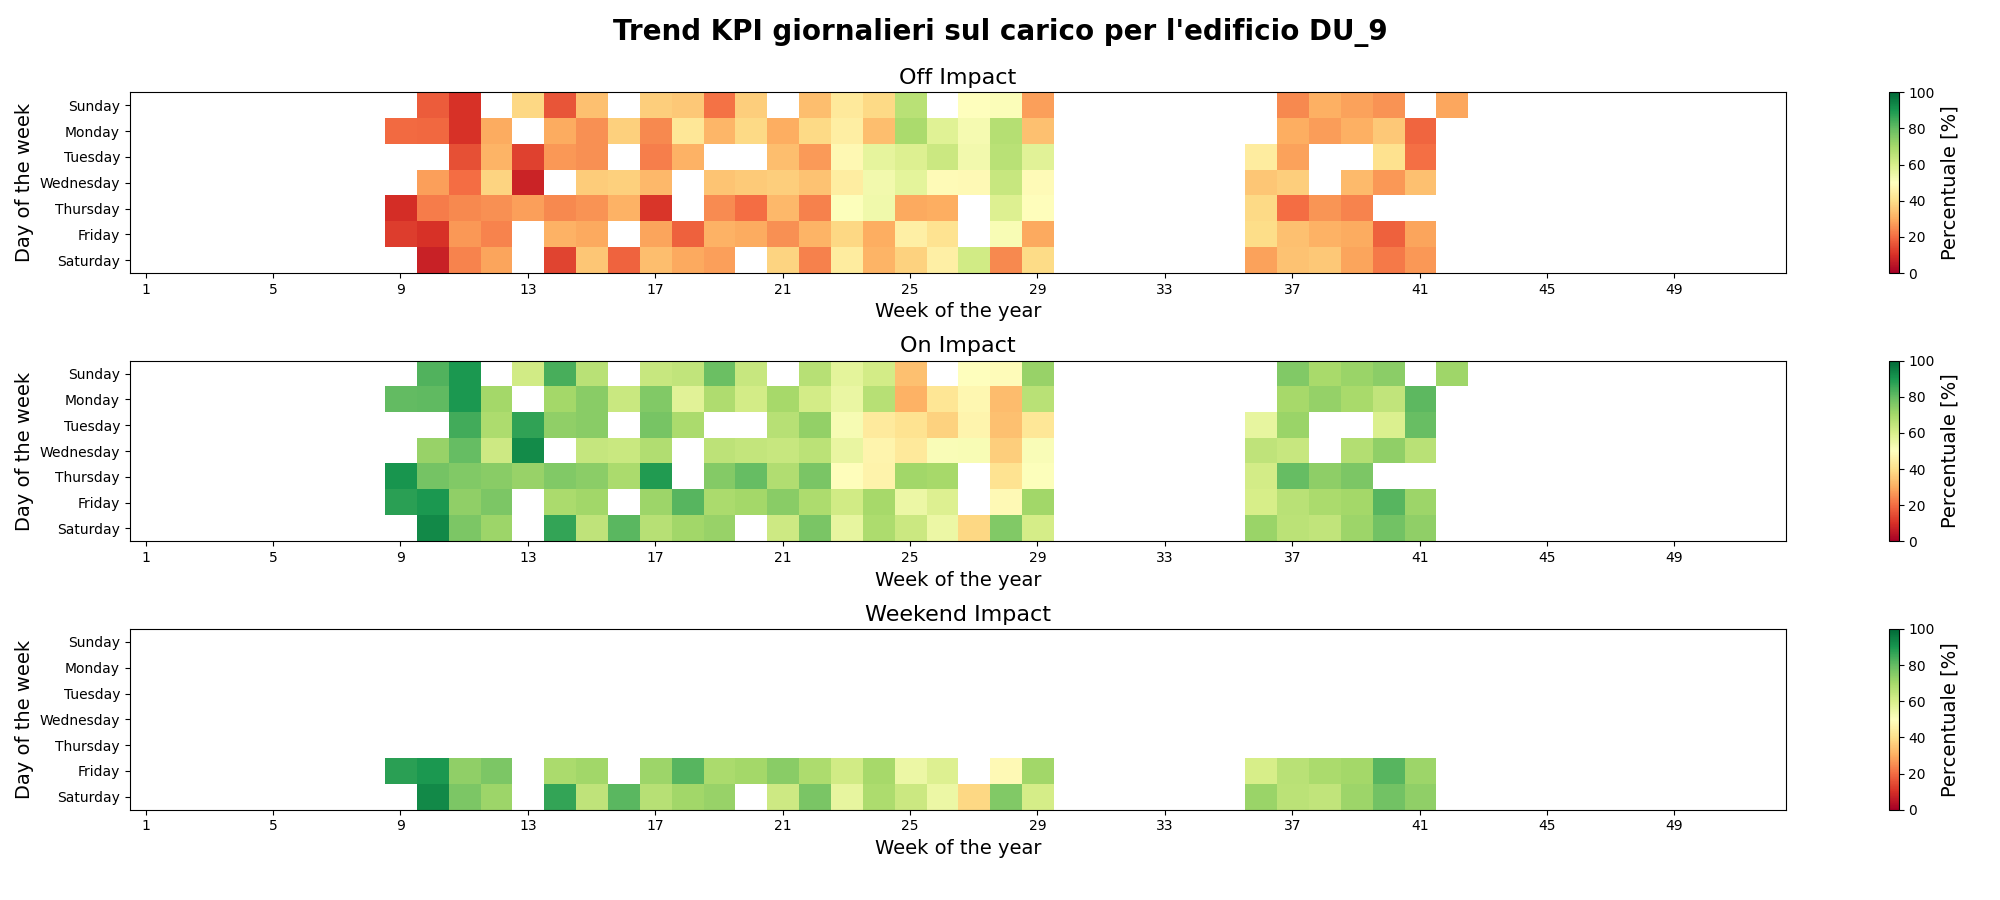 Trend KPI giornalieri sul carico per l'edificio DU_9
Off Impact
Day of the week
Sunday
Monday
Tuesday
Wednesday
Thursday
Friday
Saturday
1 5 9 13 17 21 25 29 33 37 41 45 49
Week of the year
100
80
60
40
20
0
Percentuale [%]
On Impact
Day of the week
Sunday
Monday
Tuesday
Wednesday
Thursday
Friday
Saturday
1 5 9 13 17 21 25 29 33 37 41 45 49
Week of the year
100
80
60
40
20
0
Percentuale [%]
Weekend Impact
Day of the week
Sunday
Monday
Tuesday
Wednesday
Thursday
Friday
Saturday
1 5 9 13 17 21 25 29 33 37 41 45 49
Week of the year
100
80
60
40
20
0
Percentuale [%]